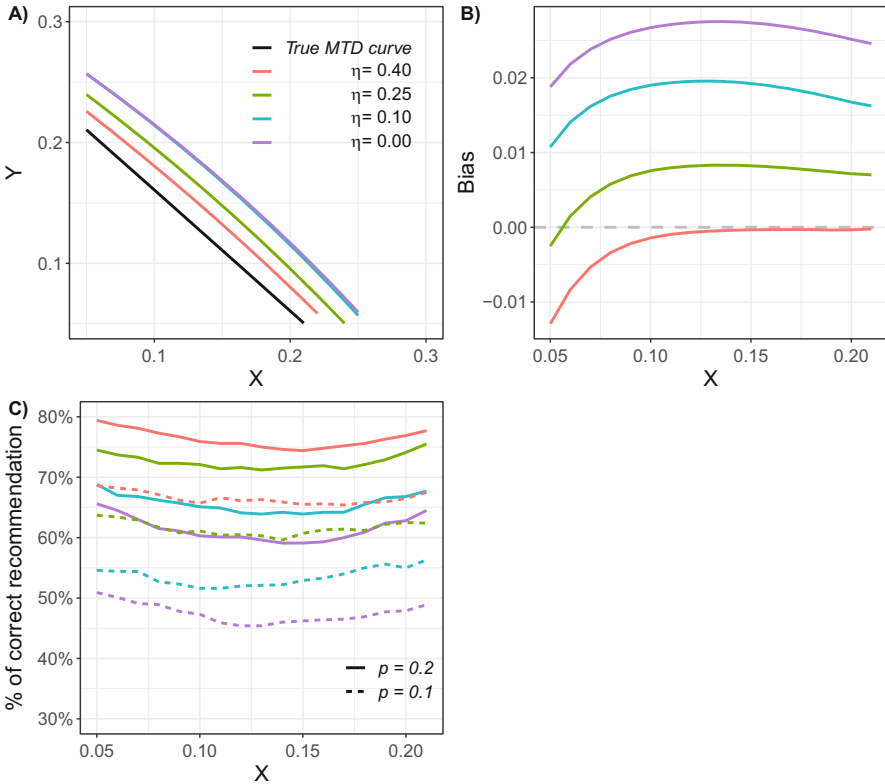 A)
0.3
0.2
0.1
Y
0.1
0.2
0.3
X
True MTD curve
η= 0.40
η= 0.25
η= 0.10
η= 0.00
B)
0.02
0.01
0.00
−0.01
Bias
0.05
0.10
0.15
0.20
X
C)
80%
70%
60%
50%
40%
30%
% of correct recommendation
p = 0.2
p = 0.1
0.05
0.10
0.15
0.20
X